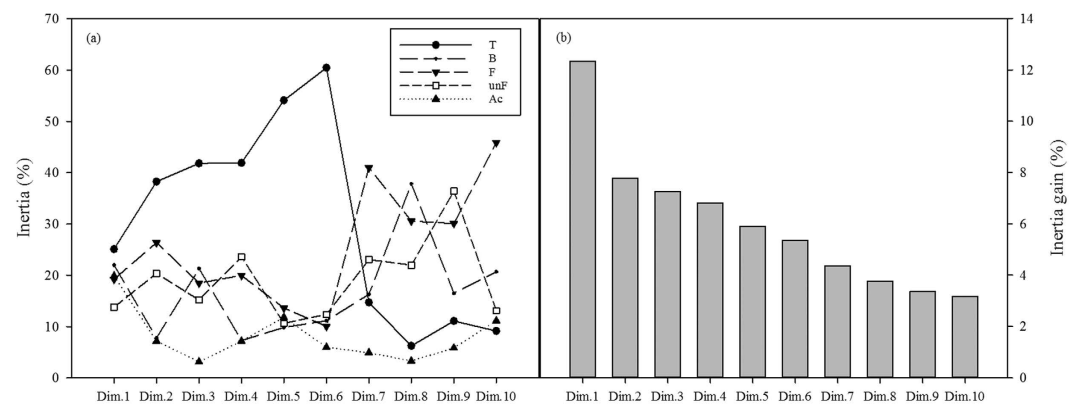 70
60
50
40
30
20
10
0
Inertia (%)
(a)
T
B
F
unF
Ac
Dim.1 Dim.2 Dim.3 Dim.4 Dim.5 Dim.6 Dim.7 Dim.8 Dim.9 Dim.10
(b)
14
12
10
8
6
4
2
0
Inertia gain (%)
Dim.1 Dim.2 Dim.3 Dim.4 Dim.5 Dim.6 Dim.7 Dim.8 Dim.9 Dim.10